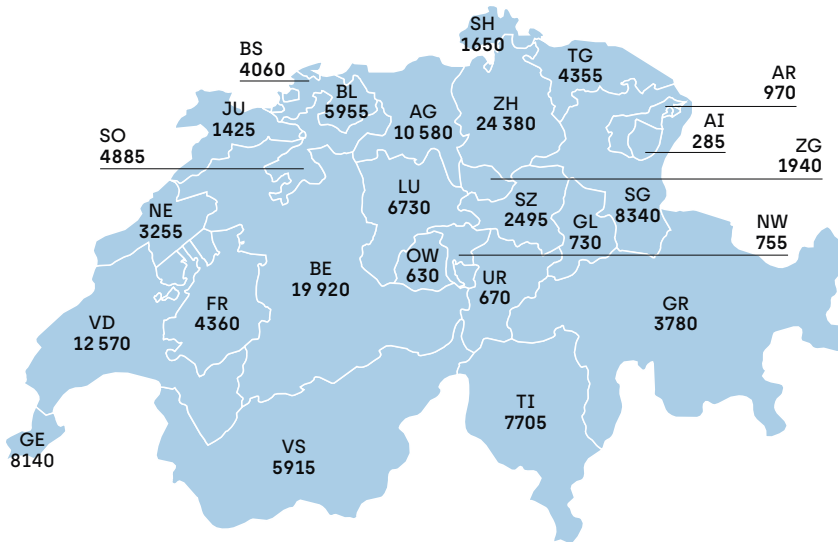 SH
1650
BS
4060
TG
4355
AR
970
BL
5955
JU
1425
AG
10 580
ZH
24 380
AI
285
SO
4885
ZG
1940
LU
6730
SZ
2495
SG
8340
NE
3255
GL
730
NW
755
OW
630
BE
19 920
UR
670
FR
4360
GR
3780
VD
12 570
TI
7705
GE
8140
VS
5915